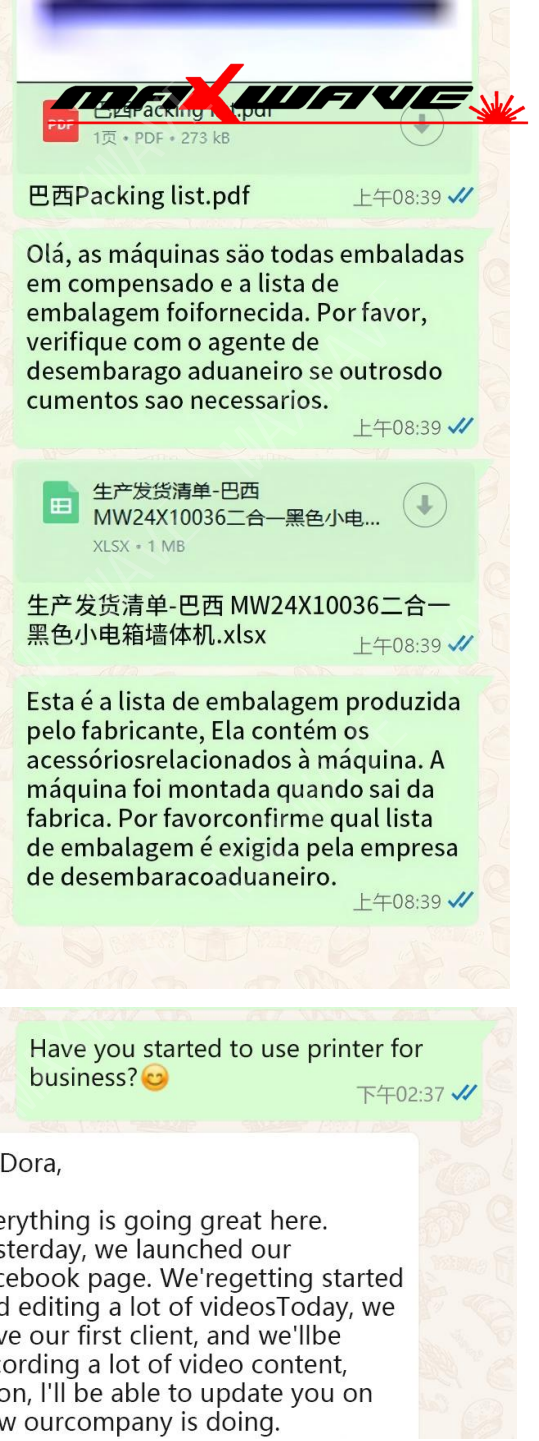 MAXWAVE
PDF
1页 • PDF • 273 kB
巴西Packing list.pdf
上午08:39
Olá, as máquinas são todas embaladas
em compensado e a lista de
embalagem foifornecida. Por favor,
verifique com o agente de
desembarago aduaneiro se outrosdo
cumentos sao necessarios.
上午08:39
生产发货清单-巴西
MW24X10036二合一黑色小电...
XLSX • 1 MB
生产发货清单-巴西 MW24X10036二合一
黑色小电箱墙体机.xlsx
上午08:39
Esta é a lista de embalagem produzida
pelo fabricante, Ela contém os
acessóriosrelacionados à máquina. A
máquina foi montada quando sai da
fabrica. Por favorconfirme qual lista
de embalagem é exigida pela empresa
de desembaracoaduaneiro.
上午08:39
Have you started to use printer for
business?😊
下午02:37
Dora,
erything is going great here.
sterday, we launched our
cebook page. We'regetting started
d editing a lot of videosToday, we
ve our first client, and we'llbe
cording a lot of video content,
on, I'll be able to update you on
w ourcompany is doing.